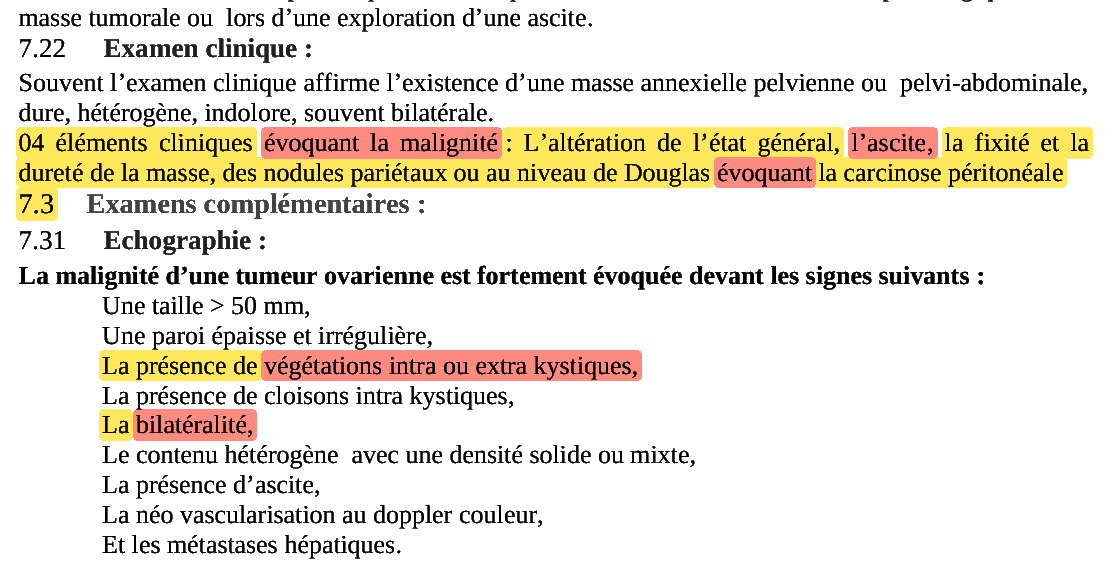 masse tumorale ou lors d’une exploration d’une ascite.
7.22 Examen clinique :
Souvent l’examen clinique affirme l’existence d’une masse annexielle pelvienne ou pelvi-abdominale,
dure, hétérogène, indolore, souvent bilatérale.
04 éléments cliniques évoquant la malignité : L’altération de l’état général, l’ascite, la fixité et la
dureté de la masse, des nodules pariétaux ou au niveau de Douglas évoquant la carcinose péritonéale
7.3 Examens complémentaires :
7.31 Echographie :
La malignité d’une tumeur ovarienne est fortement évoquée devant les signes suivants :
Une taille > 50 mm,
Une paroi épaisse et irrégulière,
La présence de végétations intra ou extra kystiques,
La présence de cloisons intra kystiques,
La bilatéralité,
Le contenu hétérogène avec une densité solide ou mixte,
La présence d’ascite,
La néo vascularisation au doppler couleur,
Et les métastases hépatiques.